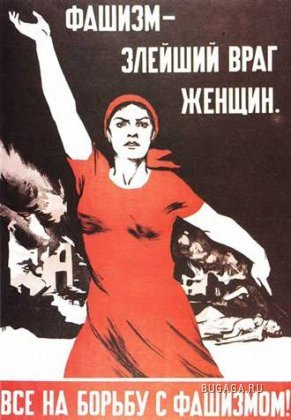 ФАШИЗМ–
ЗЛЕЙШИЙ ВРАГ
ЖЕНЩИН.
BUGAGA.RU
ВСЕ НА БОРЬБУ С ФАШИЗМОМ!